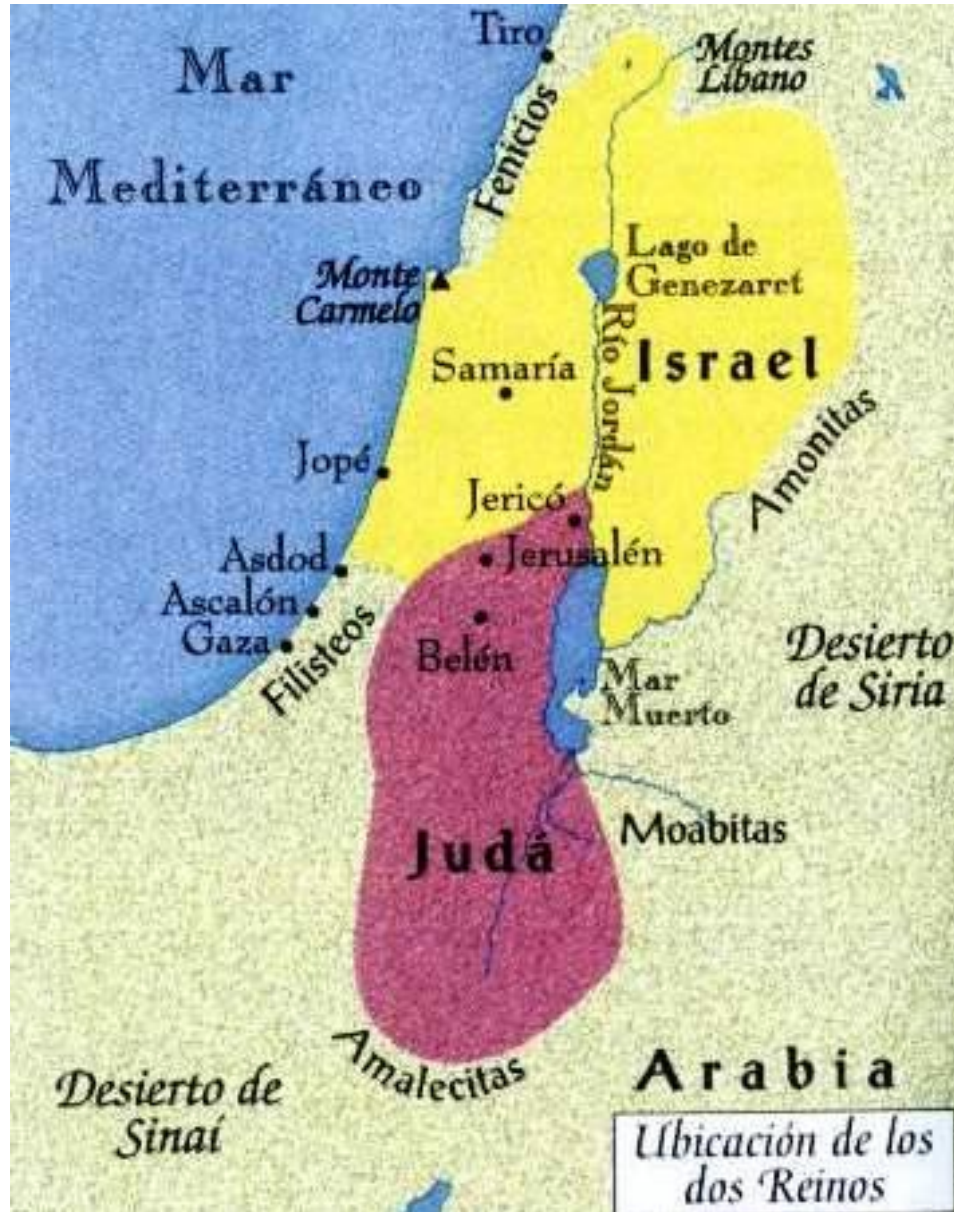 Tiro
Montes
Líbano
Mar
Mediterráneo
Fenicios
Monte
Carmelo
Lago de
Genezaret
Río Jordán
Israel
Samaría
Amonitas
Jopé
Jericó
Jerusalén
Asdod
Ascalón
Gaza
Filisteos
Belén
Desierto
de Siria
Mar
Muerto
Moabitas
Judá
Amalecitas
Desierto de
Sinaí
Arabia
Ubicación de los
dos Reinos